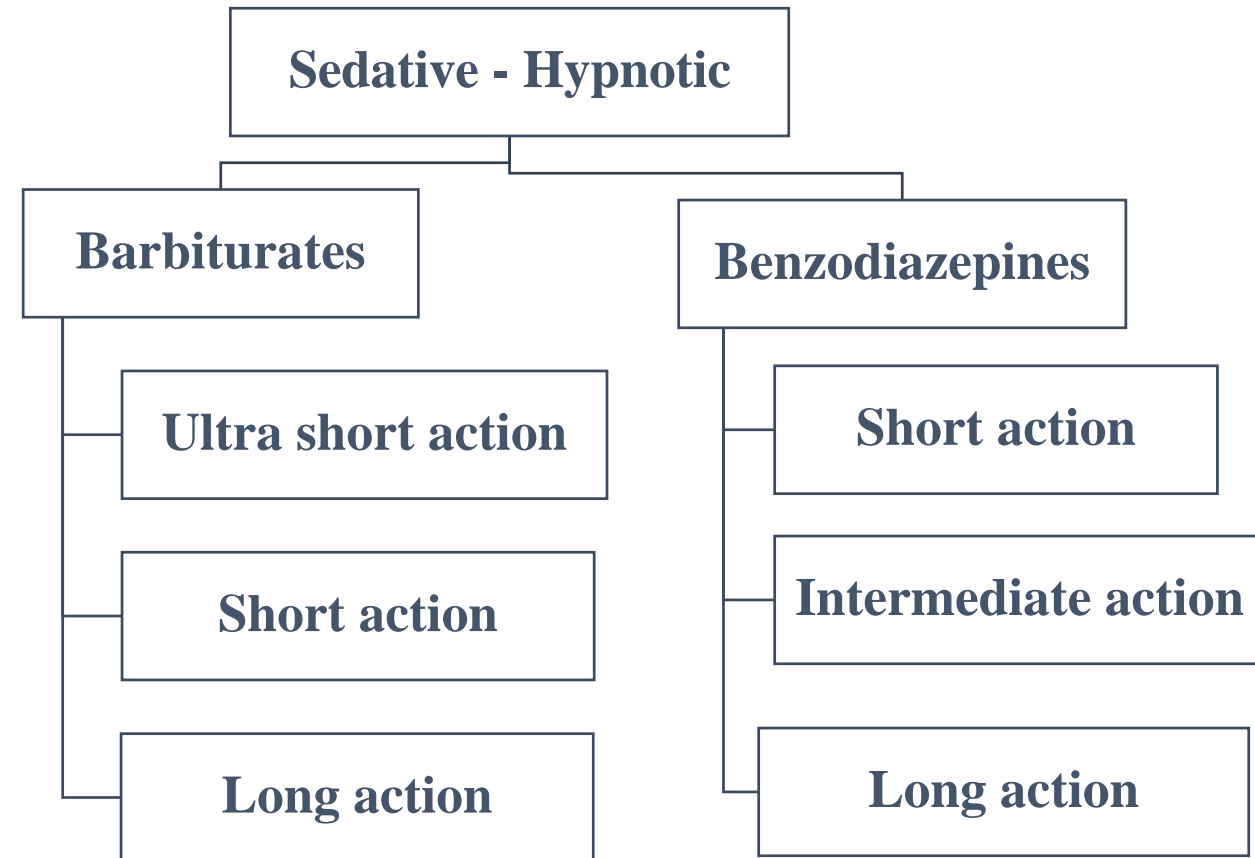 Sedative - Hypnotic
Barbiturates
Ultra short action
Short action
Long action
Benzodiazepines
Short action
Intermediate action
Long action